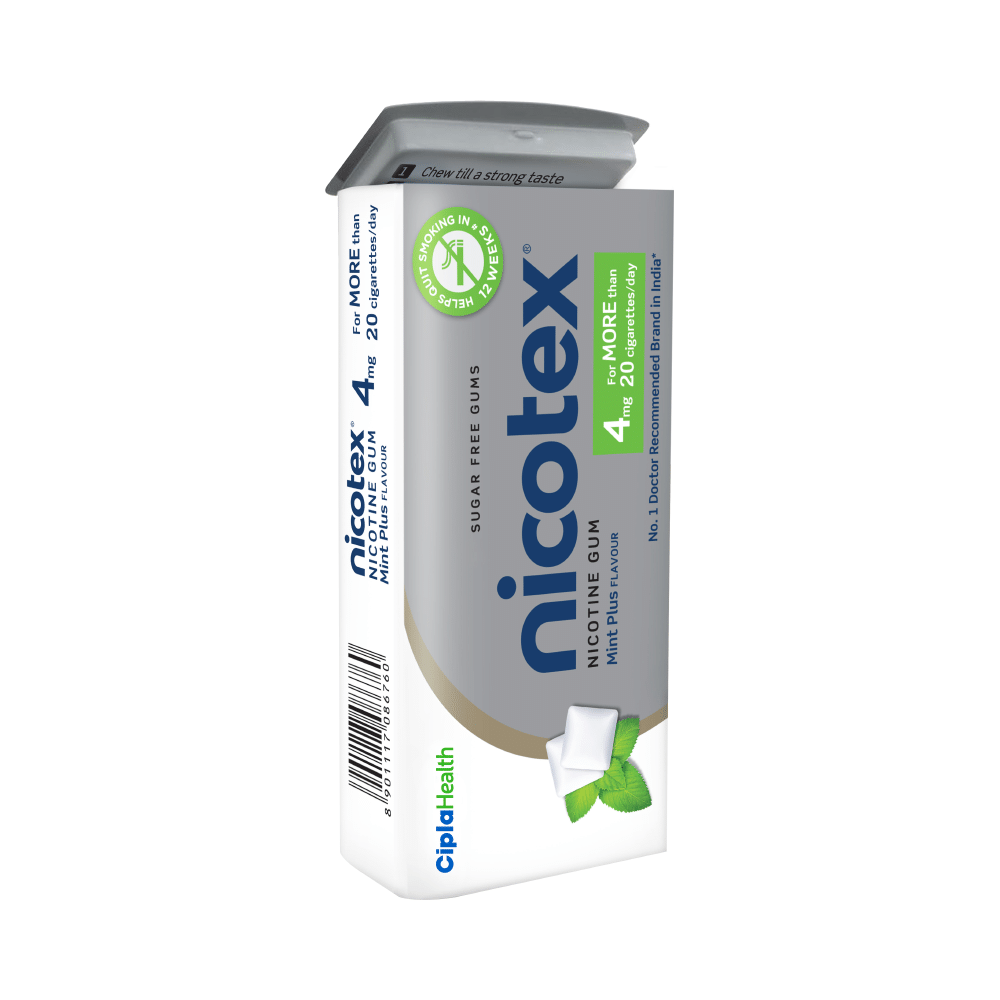 1 Chew till a strong taste
HELPS QUIT SMOKING IN # 12 WEEKS
SUGAR FREE GUMS
nicotex®
NICOTINE GUM
Mint Plus FLAVOUR
4mg
For MORE than
20 cigarettes/day
No. 1 Doctor Recommended Brand in India*
CiplaHealth
nicotex®
NICOTINE GUM
Mint Plus FLAVOUR
4mg
For MORE than
20 cigarettes/day
8 901117 086760